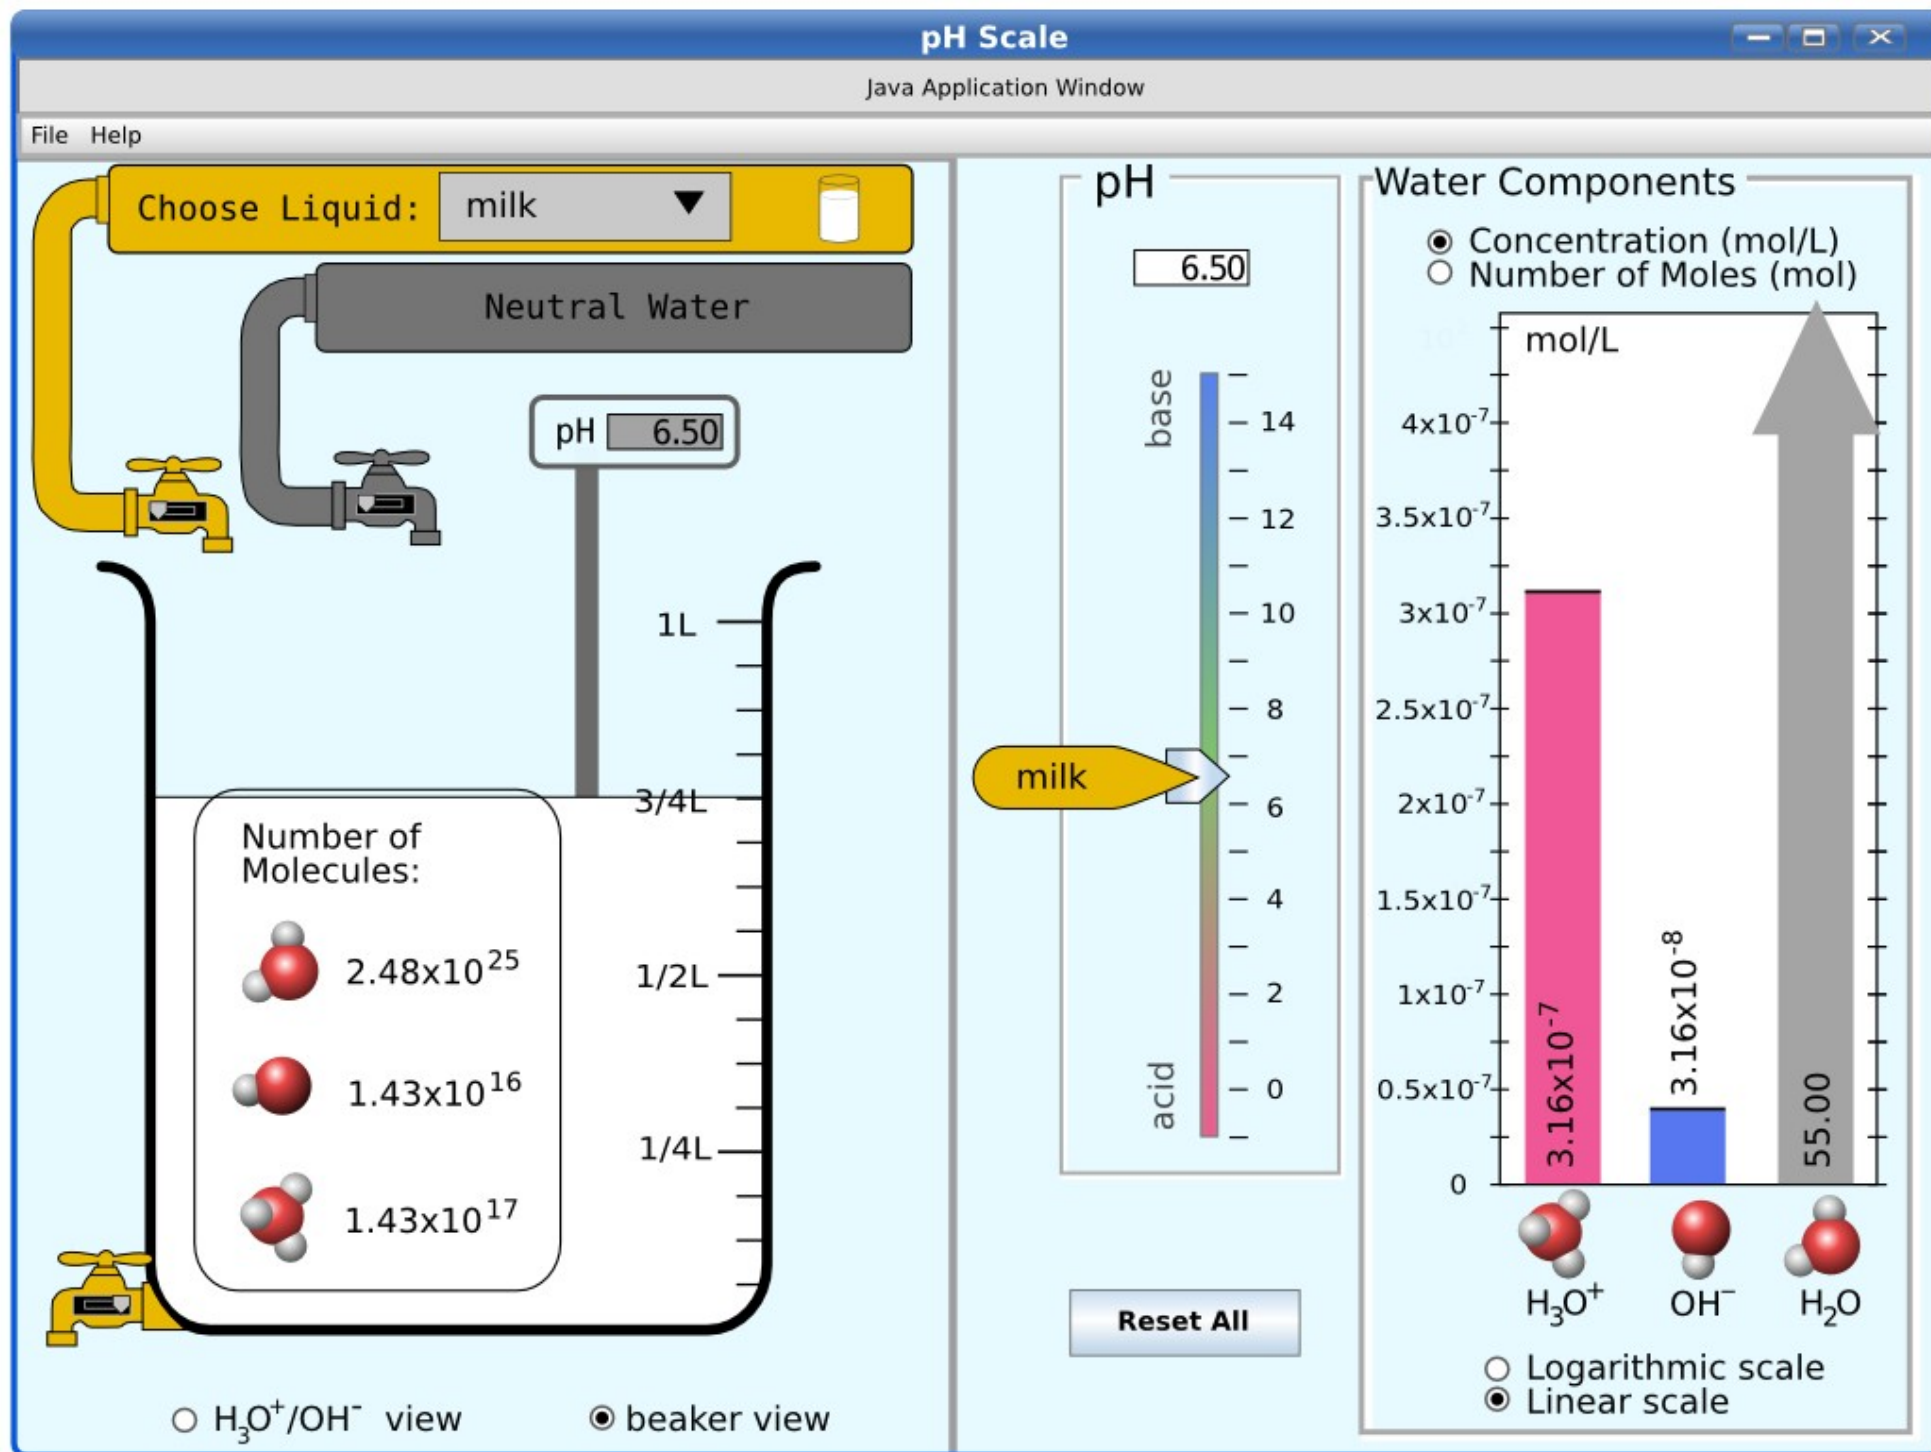 pH Scale
Java Application Window
File Help
Choose Liquid: milk
Neutral Water
pH 6.50
1L
3/4L
1/2L
1/4L
Number of
Molecules:
2.48x10²⁵
1.43x10¹⁶
1.43x10¹⁷
H₃O⁺/OH⁻ view
beaker view
pH
6.50
base
14
12
10
8
6
4
2
0
acid
milk
Reset All
Water Components
Concentration (mol/L)
Number of Moles (mol)
mol/L
4x10⁻⁷
3.5x10⁻⁷
3x10⁻⁷
2.5x10⁻⁷
2x10⁻⁷
1.5x10⁻⁷
1x10⁻⁷
0.5x10⁻⁷
0
3.16x10⁻⁷
3.16x10⁻⁸
55.00
H₃O⁺
OH⁻
H₂O
Logarithmic scale
Linear scale